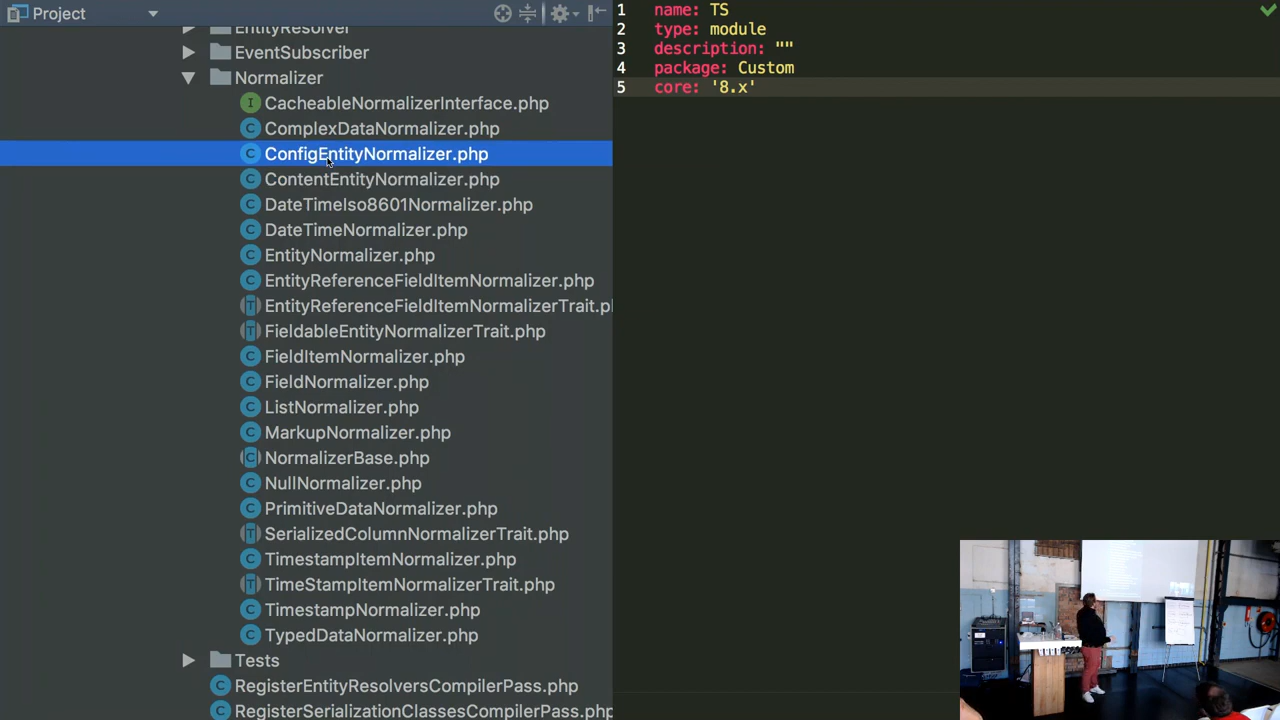 Project
EntityResolver
EventSubscriber
Normalizer
I CacheableNormalizerInterface.php
C ComplexDataNormalizer.php
C ConfigEntityNormalizer.php
C ContentEntityNormalizer.php
C DateTimeIso8601Normalizer.php
C DateTimeNormalizer.php
C EntityNormalizer.php
C EntityReferenceFieldItemNormalizer.php
T EntityReferenceFieldItemNormalizerTrait.p
T FieldableEntityNormalizerTrait.php
C FieldItemNormalizer.php
C FieldNormalizer.php
C ListNormalizer.php
C MarkupNormalizer.php
C NormalizerBase.php
C NullNormalizer.php
C PrimitiveDataNormalizer.php
T SerializedColumnNormalizerTrait.php
C TimestampItemNormalizer.php
T TimeStampItemNormalizerTrait.php
C TimestampNormalizer.php
C TypedDataNormalizer.php
Tests
C RegisterEntityResolversCompilerPass.php
C RegisterSerializationClassesCompilerPass.php
1 name: TS
2 type: module
3 description: ""
4 package: Custom
5 core: '8.x'